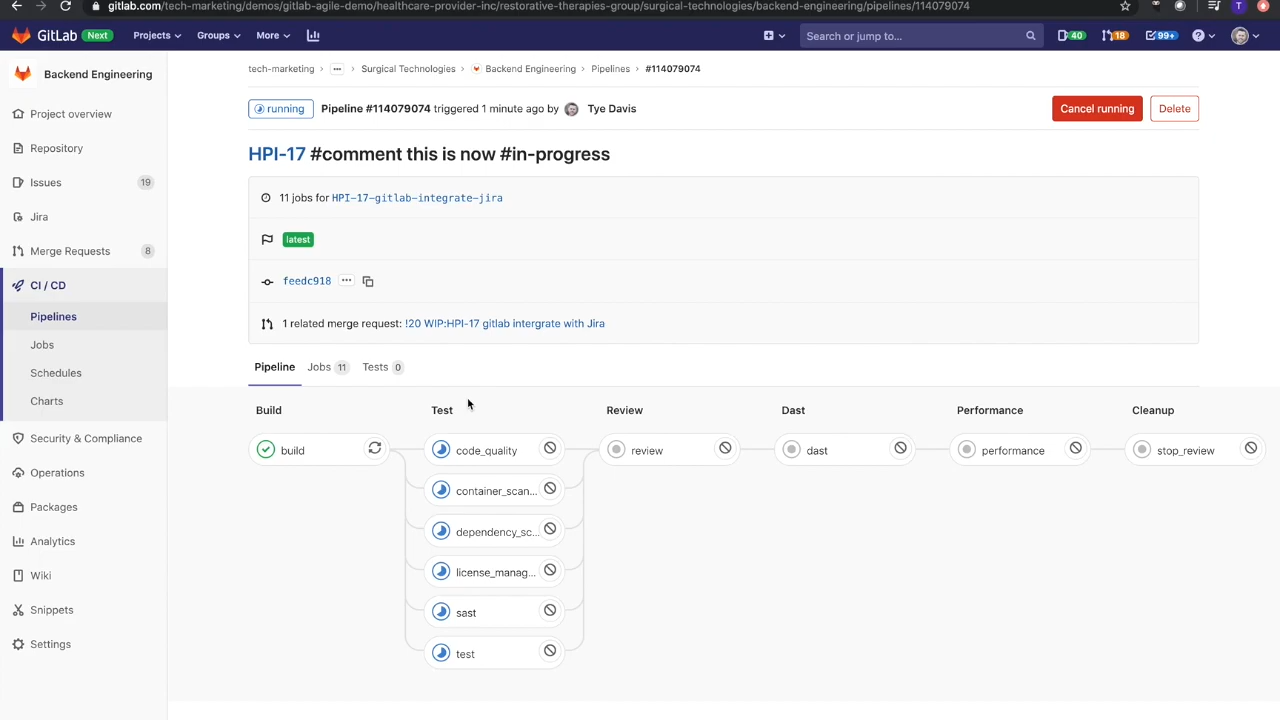 gitlab.com/tech-marketing/demos/gitlab-agile-demo/healthcare-provider-inc/restorative-therapies-group/surgical-technologies/backend-engineering/pipelines/114079074
T
GitLab Next Projects Groups More Search or jump to... 40 18 99+
Backend Engineering
tech-marketing › ... › Surgical Technologies › Backend Engineering › Pipelines › #114079074
running Pipeline #114079074 triggered 1 minute ago by Tye Davis Cancel running Delete
Project overview
Repository
Issues 19
Jira
Merge Requests 8
CI / CD
Pipelines
Jobs
Schedules
Charts
Security & Compliance
Operations
Packages
Analytics
Wiki
Snippets
Settings
HPI-17 #comment this is now #in-progress
11 jobs for HPI-17-gitlab-integrate-jira
latest
feedc918 ...
1 related merge request: !20 WIP:HPI-17 gitlab intergrate with Jira
Pipeline Jobs 11 Tests 0
Build Test Review Dast Performance Cleanup
build code_quality review dast performance stop_review
container_scan...
dependency_sc...
license_manag...
sast
test